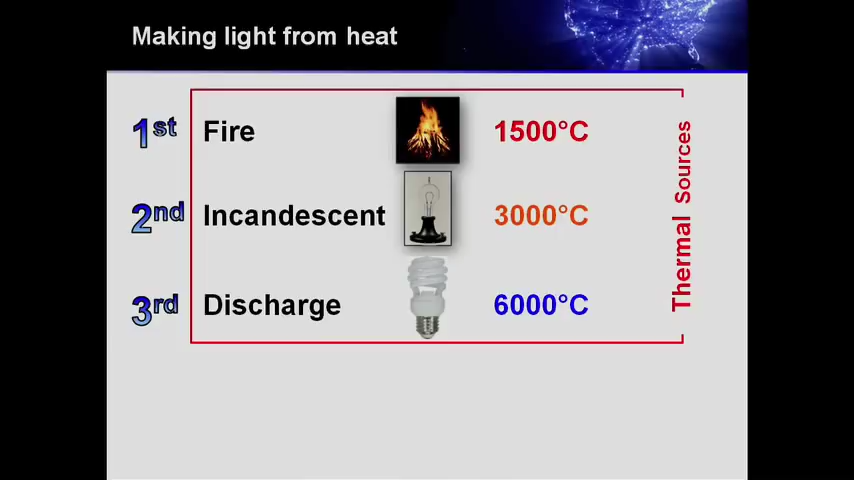 Making light from heat
1st Fire 1500°C
2nd Incandescent 3000°C
3rd Discharge 6000°C
Thermal Sources